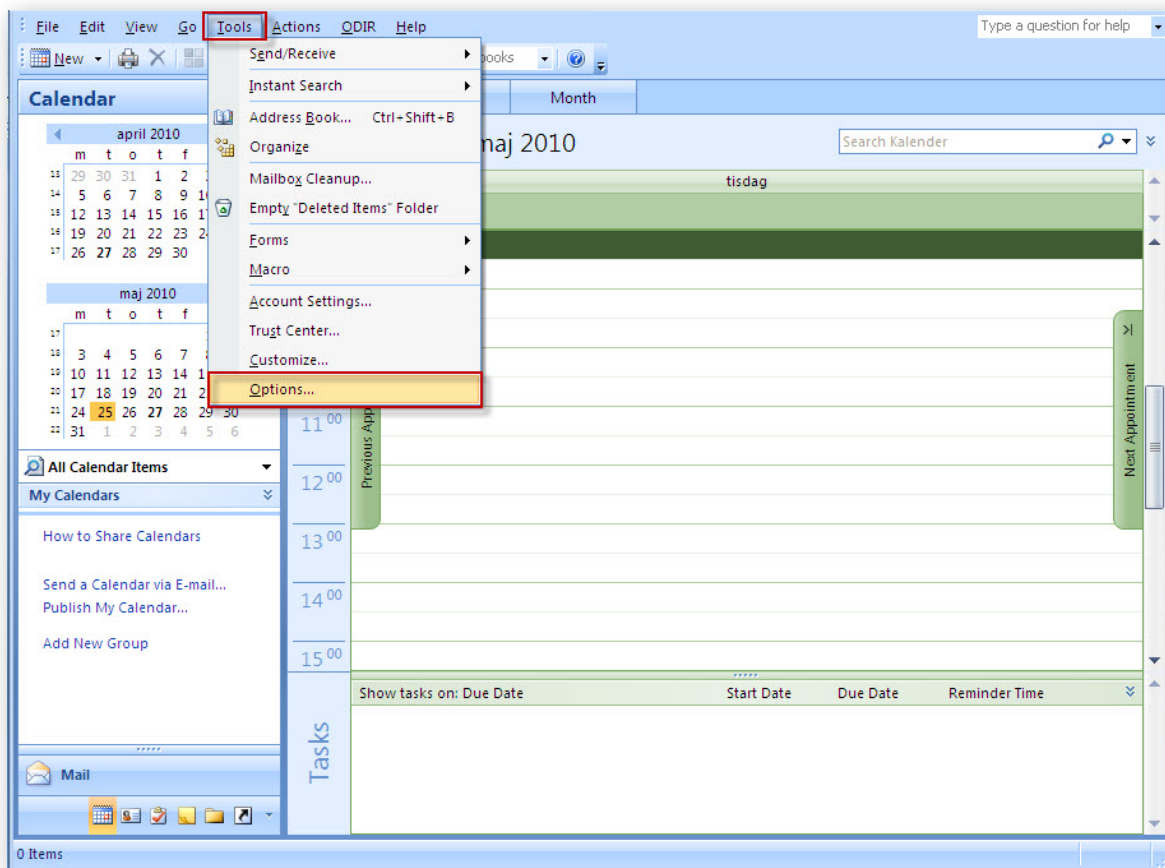 File Edit View Go Tools Actions ODIR Help Type a question for help
New books
Calendar Month
april 2010
m t o t f
13 29 30 31 1 2
14 5 6 7 8 9
15 12 13 14 15 16
16 19 20 21 22 23
17 26 27 28 29 30
maj 2010
m t o t f
17
18 3 4 5 6 7
19 10 11 12 13 14
20 17 18 19 20 21
21 24 25 26 27 28 29 30
22 31 1 2 3 4 5 6
All Calendar Items
My Calendars
How to Share Calendars
Send a Calendar via E-mail...
Publish My Calendar...
Add New Group
Mail
0 Items
Send/Receive
Instant Search
Address Book... Ctrl+Shift+B
Organize
Mailbox Cleanup...
Empty "Deleted Items" Folder
Forms
Macro
Account Settings...
Trust Center...
Customize...
Options...
maj 2010 Search Kalender
tisdag
11 00
12 00
13 00
14 00
15 00
Previous App
Next Appointment
Tasks
Show tasks on: Due Date Start Date Due Date Reminder Time